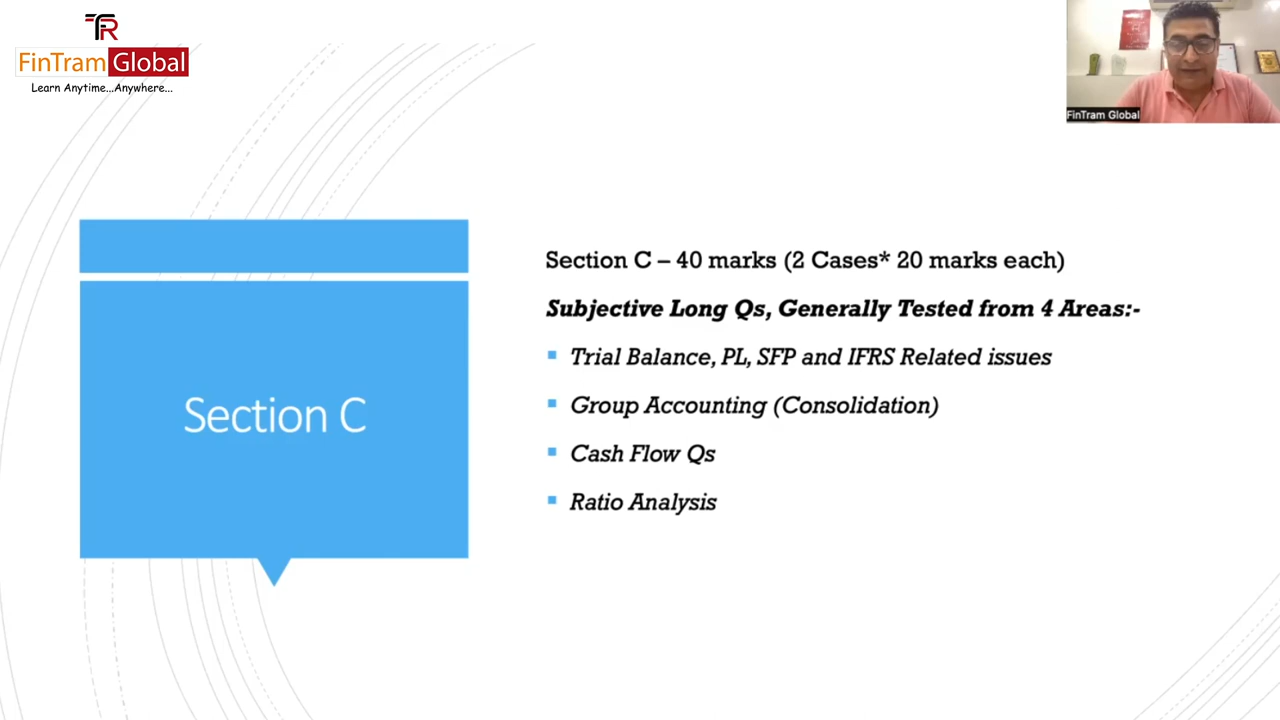 TR
FinTram Global
Learn Anytime...Anywhere...
FinTram Global
Section C – 40 marks (2 Cases* 20 marks each)
Subjective Long Qs, Generally Tested from 4 Areas:-
Trial Balance, PL, SFP and IFRS Related issues
Section C
Group Accounting (Consolidation)
Cash Flow Qs
Ratio Analysis